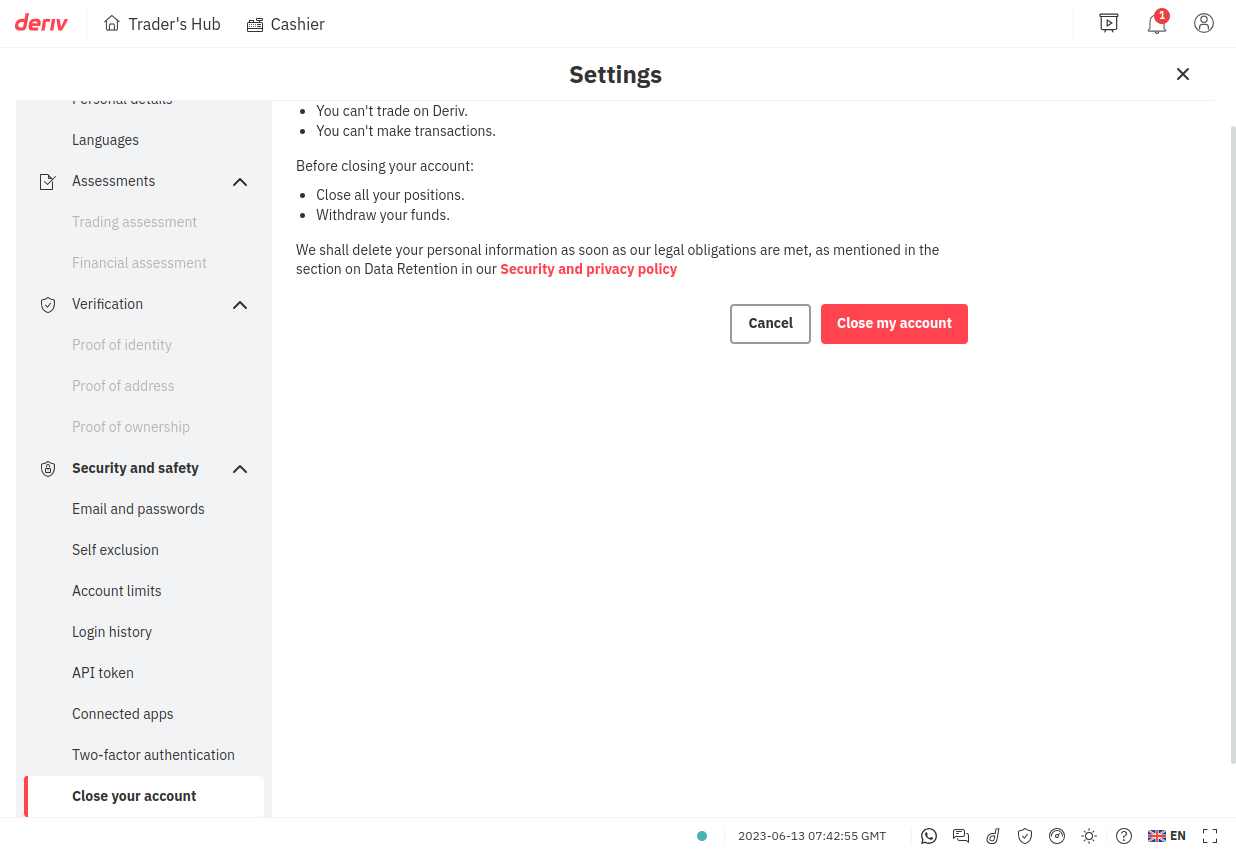 deriv
Trader's Hub
Cashier
1
Settings
Personal details
Languages
Assessments
Trading assessment
Financial assessment
Verification
Proof of identity
Proof of address
Proof of ownership
Security and safety
Email and passwords
Self exclusion
Account limits
Login history
API token
Connected apps
Two-factor authentication
Close your account
You can't trade on Deriv.
You can't make transactions.
Before closing your account:
Close all your positions.
Withdraw your funds.
We shall delete your personal information as soon as our legal obligations are met, as mentioned in the
section on Data Retention in our Security and privacy policy
Cancel
Close my account
2023-06-13 07:42:55 GMT
EN